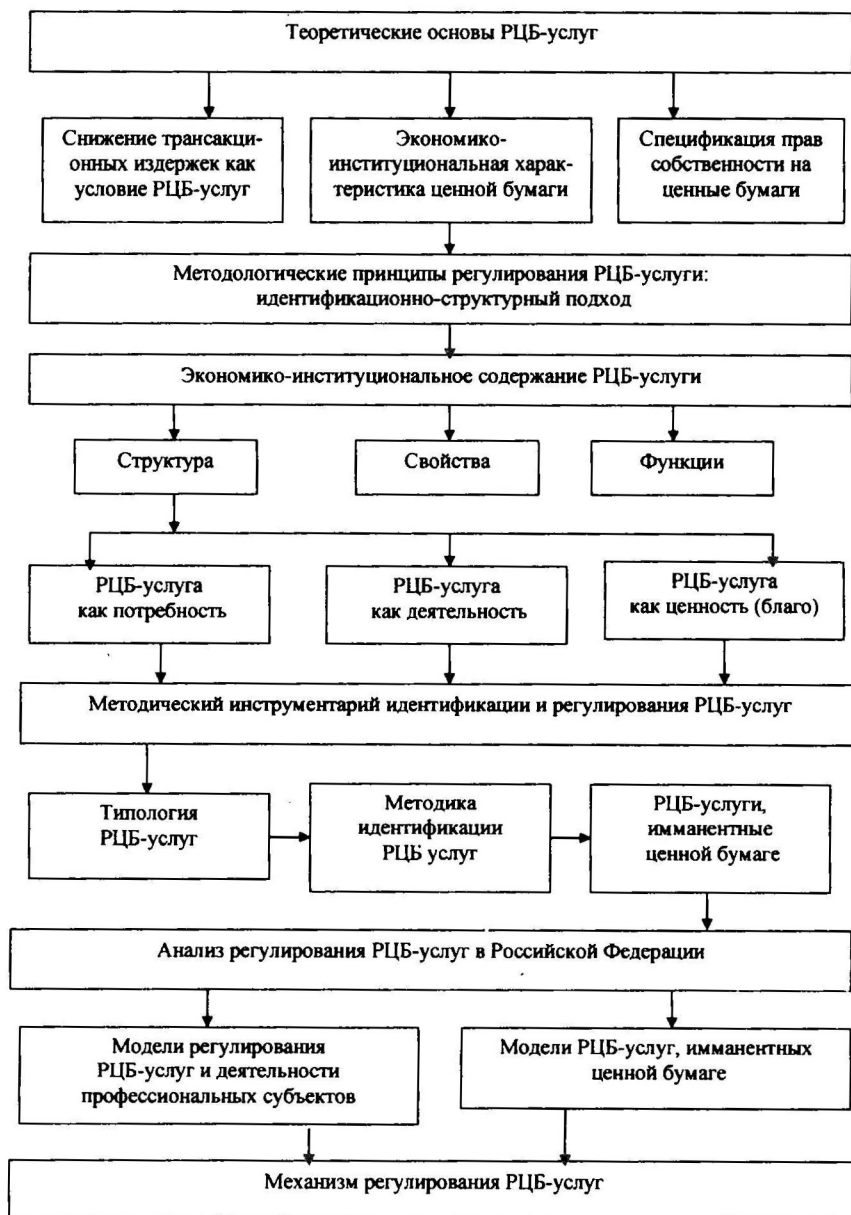 Теоретические основы РЦБ-услуг
Снижение трансакци-
онных издержек как
условие РЦБ-услуг
Экономико-
институциональная харак-
теристика ценной бумаги
Спецификация прав
собственности на
ценные бумаги
Методологические принципы регулирования РЦБ-услуги:
идентификационно-структурный подход
Экономико-институциональное содержание РЦБ-услуги
Структура
Свойства
Функции
РЦБ-услуга
как потребность
РЦБ-услуга
как деятельность
РЦБ-услуга
как ценность (благо)
Методический инструментарий идентификации и регулирования РЦБ-услуг
Типология
РЦБ-услуг
Методика
идентификации
РЦБ услуг
РЦБ-услуги,
имманентные
ценной бумаге
Анализ регулирования РЦБ-услуг в Российской Федерации
Модели регулирования
РЦБ-услуг и деятельности
профессиональных субъектов
Модели РЦБ-услуг, имманентных
ценной бумаге
Механизм регулирования РЦБ-услуг